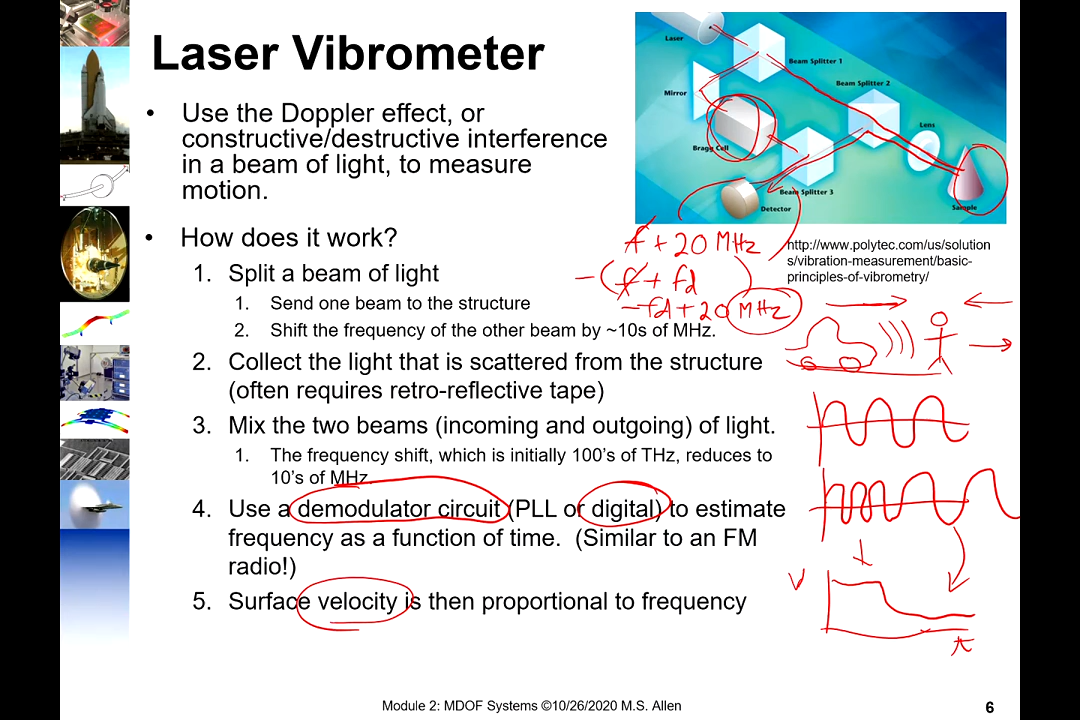 Laser Vibrometer
• Use the Doppler effect, or
constructive/destructive interference
in a beam of light, to measure
motion.
• How does it work?
1. Split a beam of light
1. Send one beam to the structure
2. Shift the frequency of the other beam by ~10s of MHz.
2. Collect the light that is scattered from the structure
(often requires retro-reflective tape)
3. Mix the two beams (incoming and outgoing) of light.
1. The frequency shift, which is initially 100's of THz, reduces to
10's of MHz.
4. Use a demodulator circuit (PLL or digital) to estimate
frequency as a function of time. (Similar to an FM
radio!)
5. Surface velocity is then proportional to frequency
Laser
Beam Splitter 1
Beam Splitter 2
Mirror
Lens
Bragg Cell
Beam Splitter 3
Sample
Detector
http://www.polytec.com/us/solution
s/vibration-measurement/basic-
principles-of-vibrometry/
f + 20 MHz
- (f + fd)
-fd + 20 MHz
v
Module 2: MDOF Systems ©10/26/2020 M.S. Allen
6